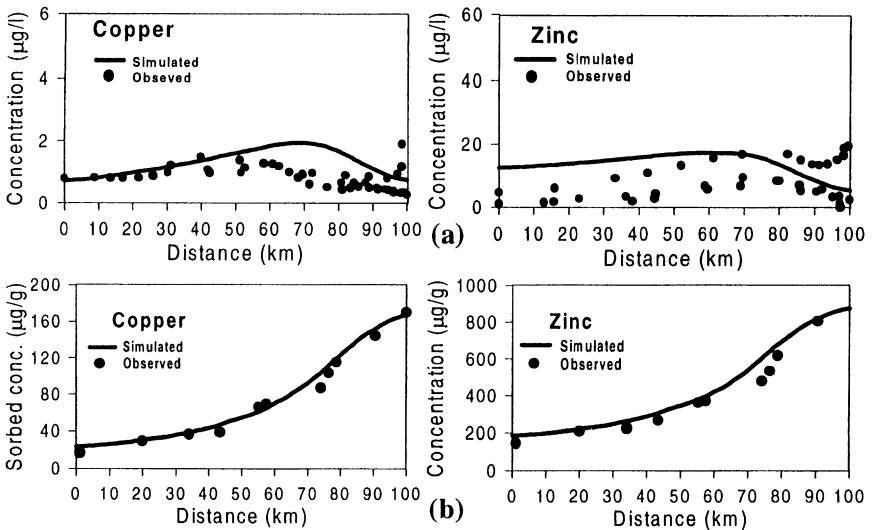 Copper
Simulated
Obseved
Concentration (µg/l)
6
4
2
0
0 10 20 30 40 50 60 70 80 90 100
Distance (km)
Zinc
Simulated
Observed
Concentration (µg/l)
60
40
20
0
0 10 20 30 40 50 60 70 80 90 100
Distance (km)
(a)
Copper
Simulated
Observed
Sorbed conc. (µg/g)
200
160
120
80
40
0
0 10 20 30 40 50 60 70 80 90 100
Distance (km)
Zinc
Simulated
Observed
Concentration (µg/g)
1000
800
600
400
200
0
0 10 20 30 40 50 60 70 80 90 100
Distance (km)
(b)